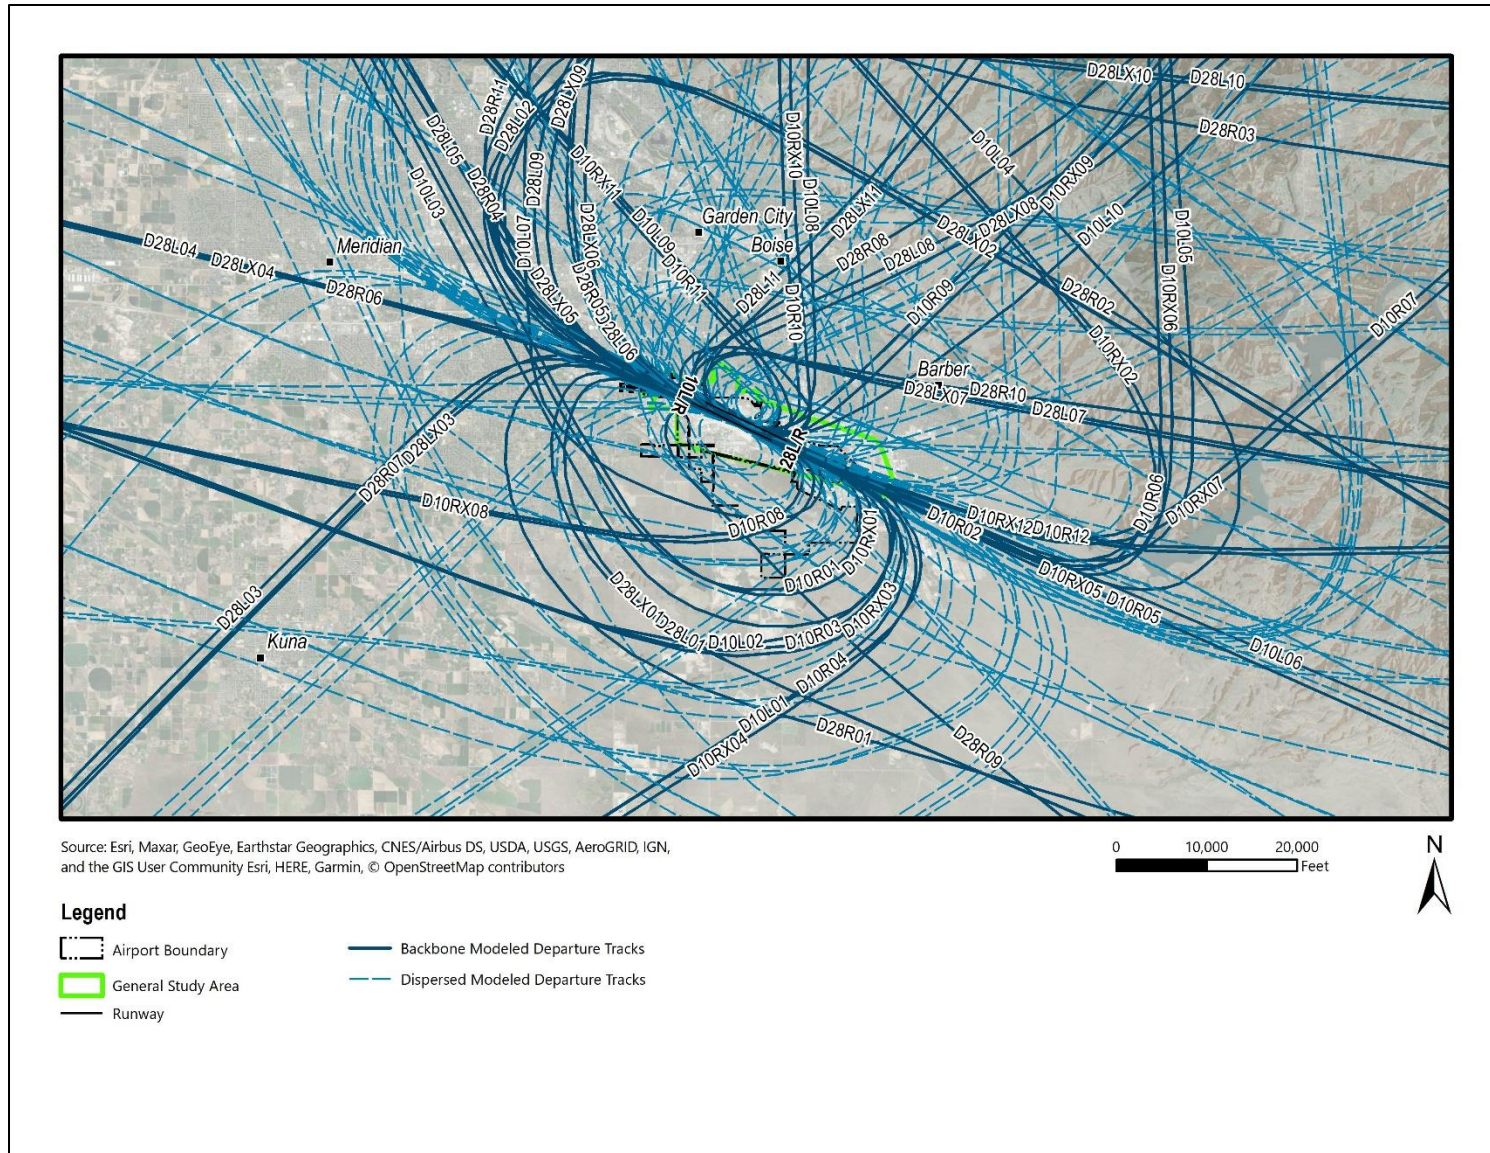 D28LX10
D28L10
D28R03
D28R11
D28L02
D28LX09
D28L05
D28R04
D28L09
D10L03
D10L07
D28LX06
D28R05
D28LX05
D28L06
D10RX11
D10L09
D10R11
D10RX10
D10L08
D10R10
D28L11
D28LX11
D28R08
D28L08
D28LX02
D28LX08
D10RX09
D10L04
D10L10
D10R09
D28R02
D10RX02
D10L05
D10RX06
D10R07
Garden City
Boise
Meridian
Barber
Kuna
D28L04
D28LX04
D28R06
D28R10
D28LX07
D28L07
10L/R
28L/R
D28LX03
D28R07
D28L03
D10RX08
D10R08
D10RX01
D10R02
D10RX12
D10R12
D10R06
D10RX07
D10R01
D10RX03
D10RX05
D10R05
D10L06
D28LX01
D28L01
D10L02
D10R03
D10R04
D10L01
D10RX04
D28R01
D28R09
Source: Esri, Maxar, GeoEye, Earthstar Geographics, CNES/Airbus DS, USDA, USGS, AeroGRID, IGN,
and the GIS User Community Esri, HERE, Garmin, © OpenStreetMap contributors
0 10,000 20,000
Feet
N
Legend
Airport Boundary
General Study Area
Runway
Backbone Modeled Departure Tracks
Dispersed Modeled Departure Tracks